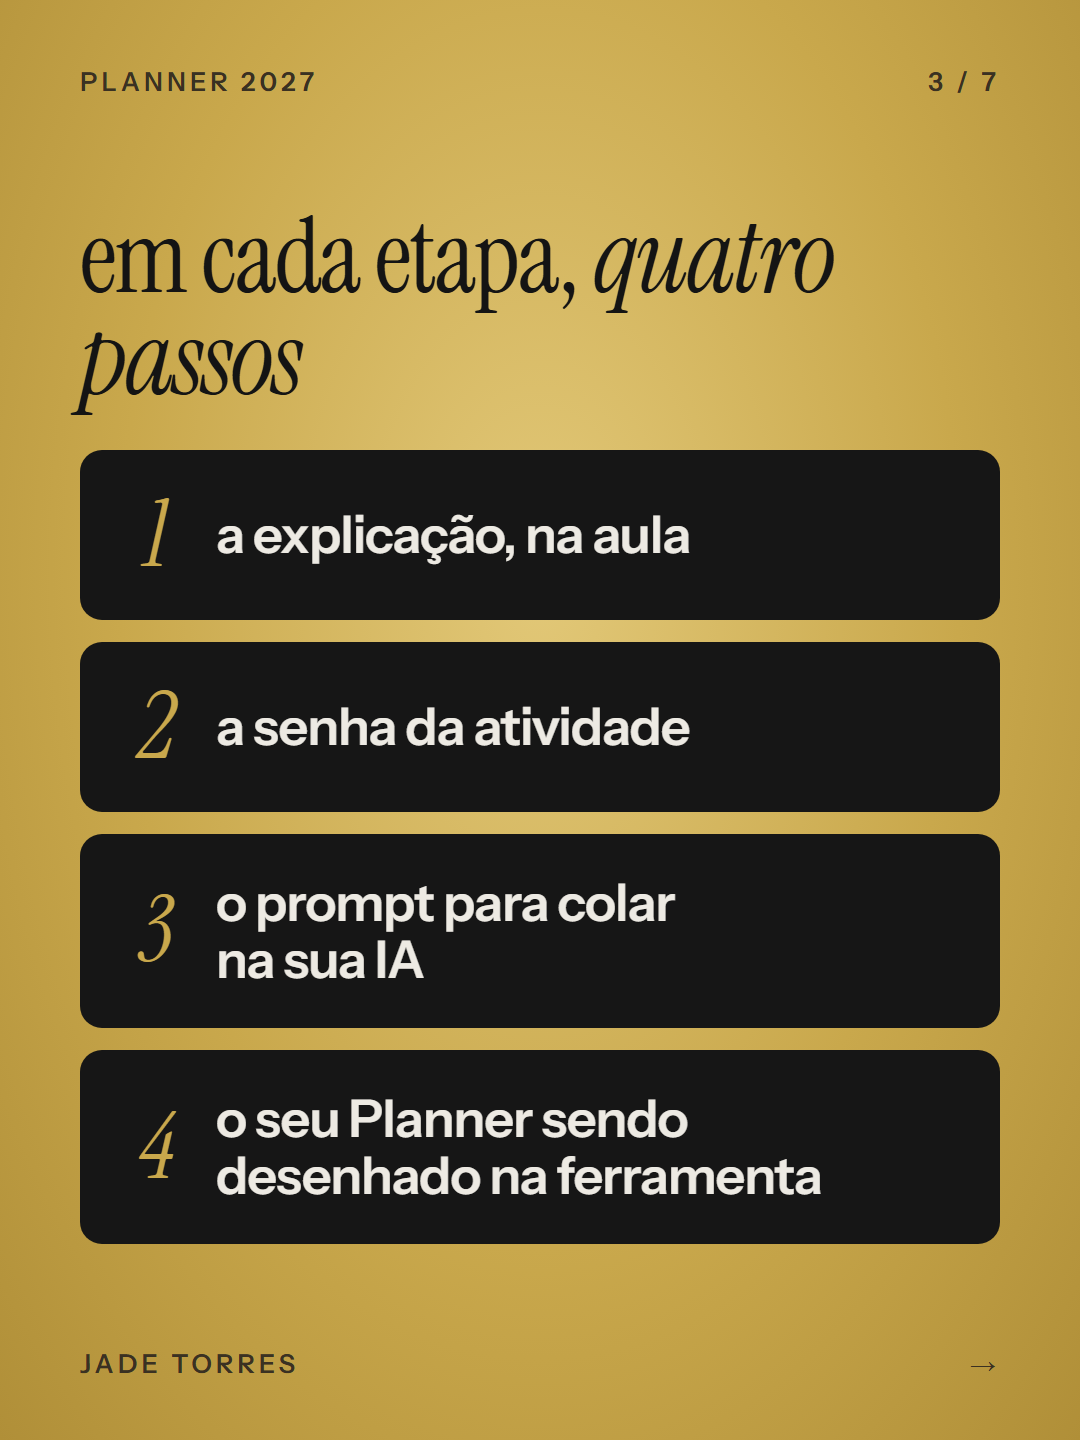 PLANNER 2027
3 / 7
em cada etapa, quatro
passos
1
a explicação, na aula
2
a senha da atividade
3
o prompt para colar
na sua IA
4
o seu Planner sendo
desenhado na ferramenta
JADE TORRES
→